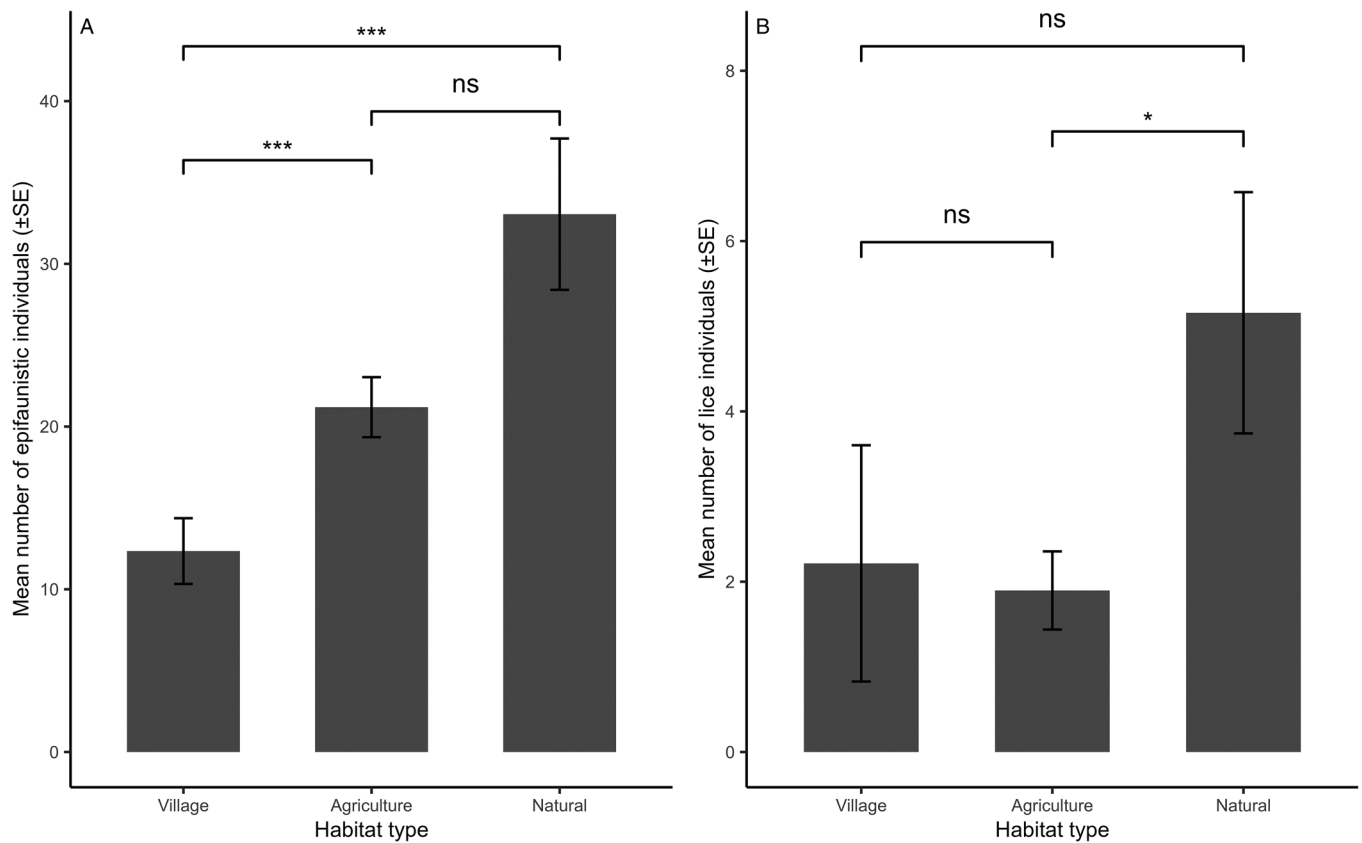 A
***
ns
***
Mean number of epifaunistic individuals (±SE)
40
30
20
10
0
Village
Agriculture
Natural
Habitat type
B
ns
*
ns
Mean number of lice individuals (±SE)
8
6
4
2
0
Village
Agriculture
Natural
Habitat type